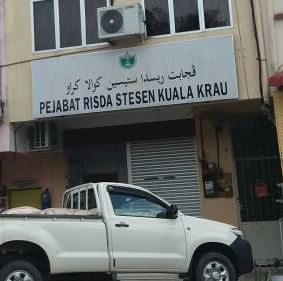 ڤجابت ريسدا ستيسين كوالا كراو
PEJABAT RISDA STESEN KUALA KRAU